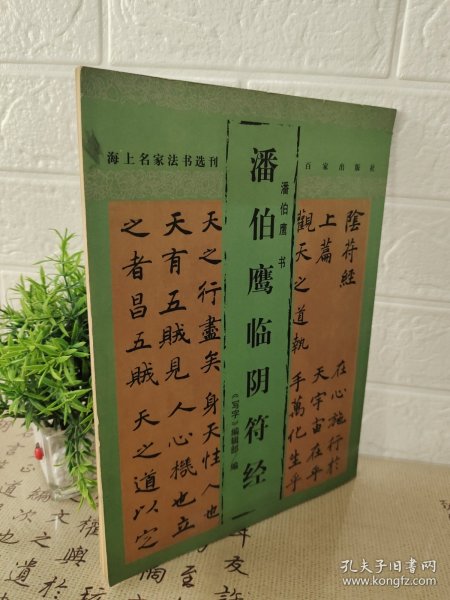 海上名家法书选刊
百家出版社
潘伯鹰临阴符经
潘伯鹰 书
《写字》编辑部 编
陰符經
上篇
觀天之道執
天之行盡矣
天有五賊見
之者昌五賊
在心施行於
天宇宙在乎
手萬化生乎
身天性人也
人心機也立
天之道以定
孔夫子旧书网
www.kongfz.com